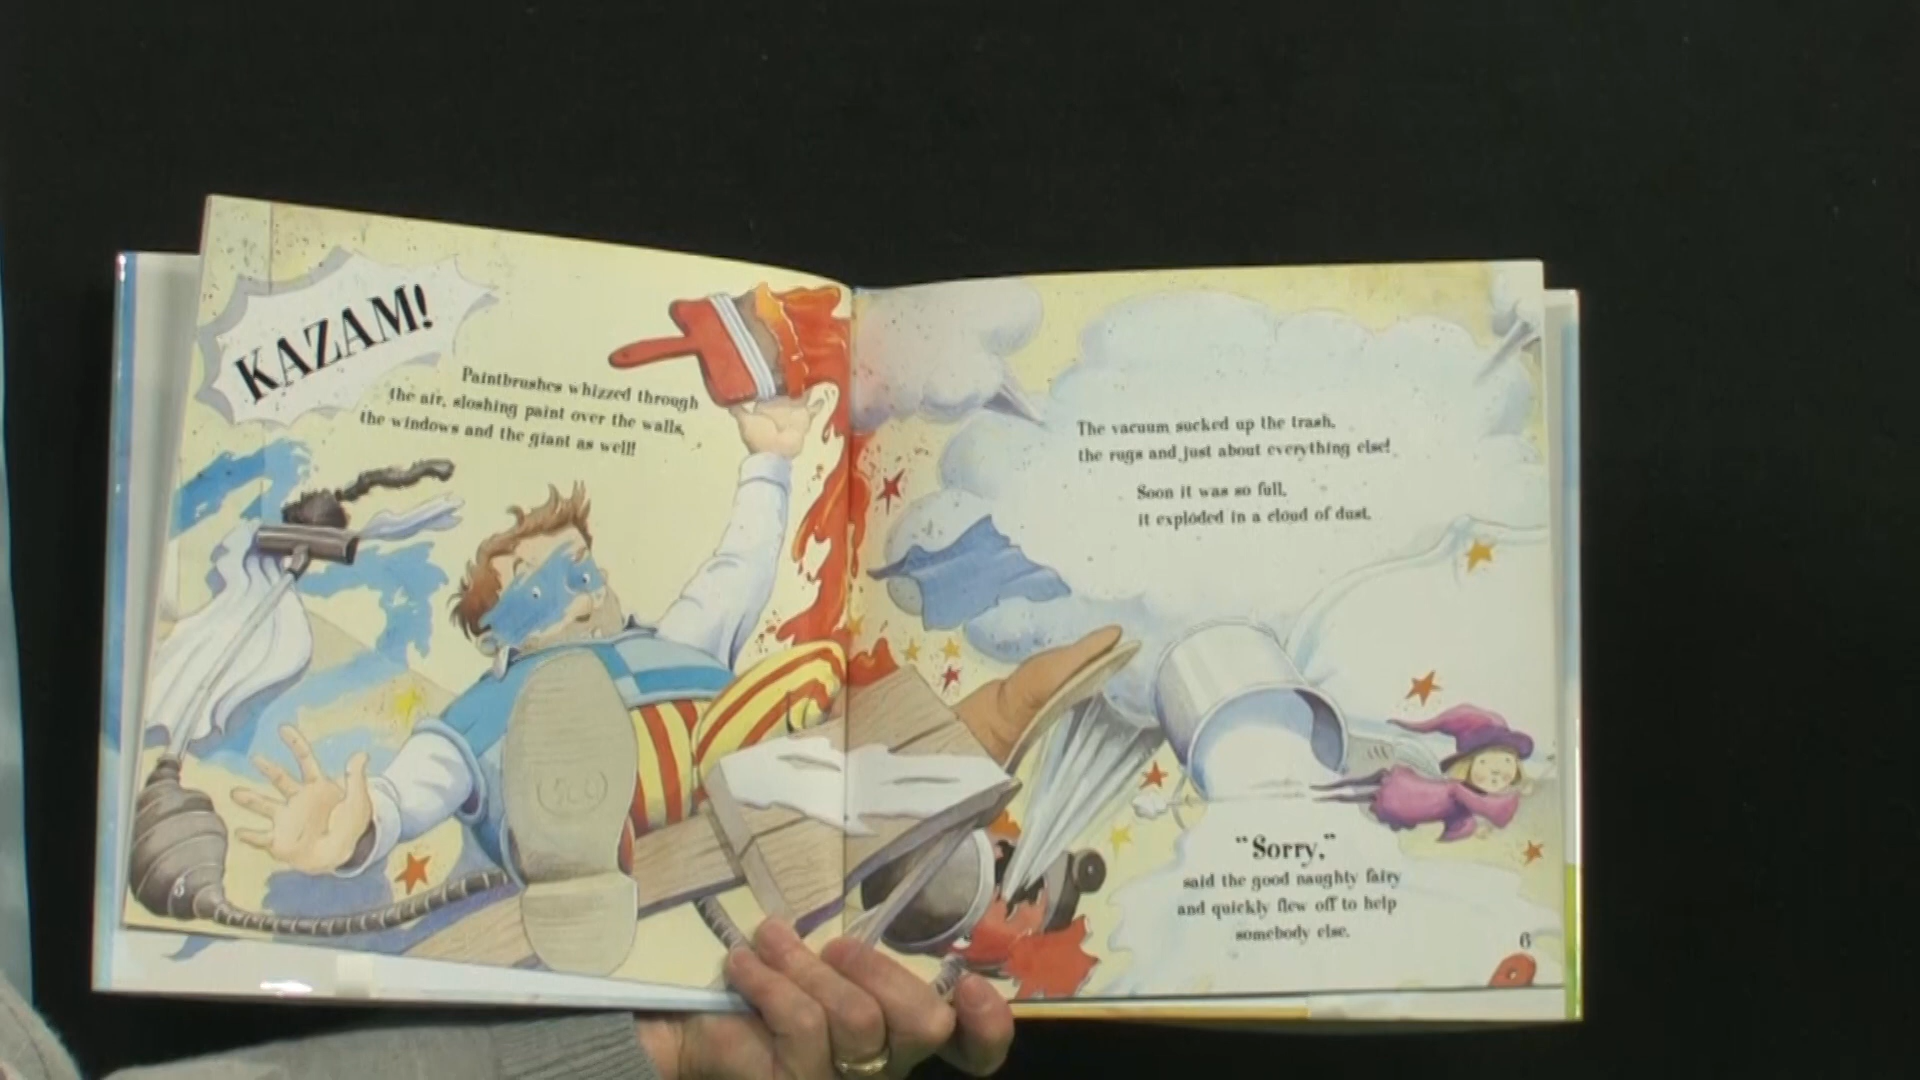 KAZAM!
Paintbrushes whizzed through
the air, sloshing paint over the walls,
the windows and the giant as well!
The vacuum sucked up the trash,
the rugs and just about everything else!
Soon it was so full,
it exploded in a cloud of dust.
"Sorry,"
said the good naughty fairy
and quickly flew off to help
somebody else.
5
6